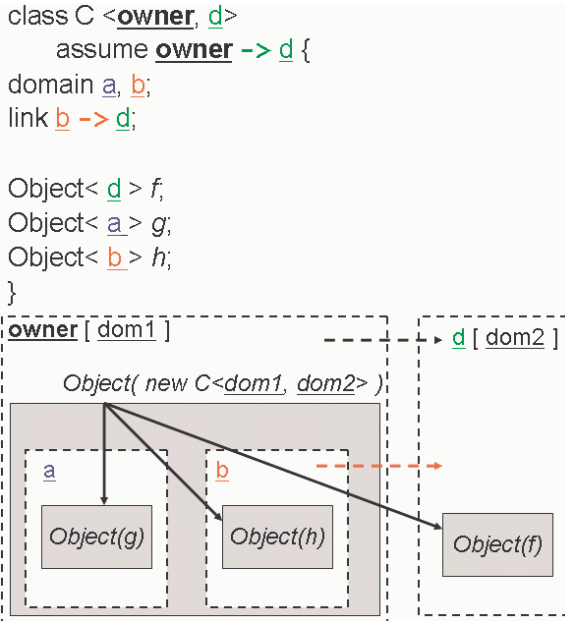 class C <owner, d>
assume owner -> d {
domain a, b;
link b -> d;
Object< d > f;
Object< a > g;
Object< b > h;
}
owner [ dom1 ]
d [ dom2 ]
Object( new C<dom1, dom2> )
a
b
Object(g)
Object(h)
Object(f)